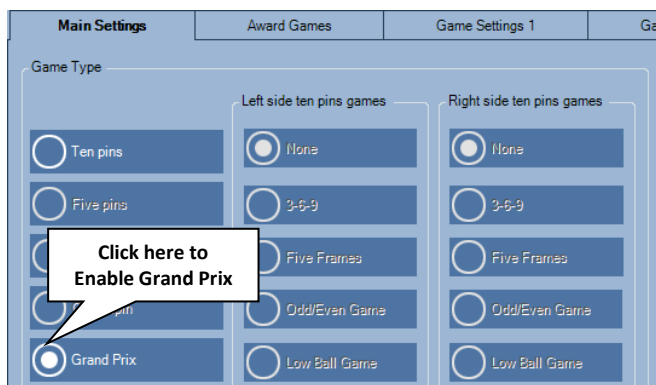 Main Settings
Award Games
Game Settings 1
Ga
Game Type
Left side ten pins games
Right side ten pins games
Ten pins
None
None
Five pins
3-6-9
3-6-9
Click here to
Enable Grand Prix
Five Frames
Five Frames
pin
Odd/Even Game
Odd/Even Game
Grand Prix
Low Ball Game
Low Ball Game